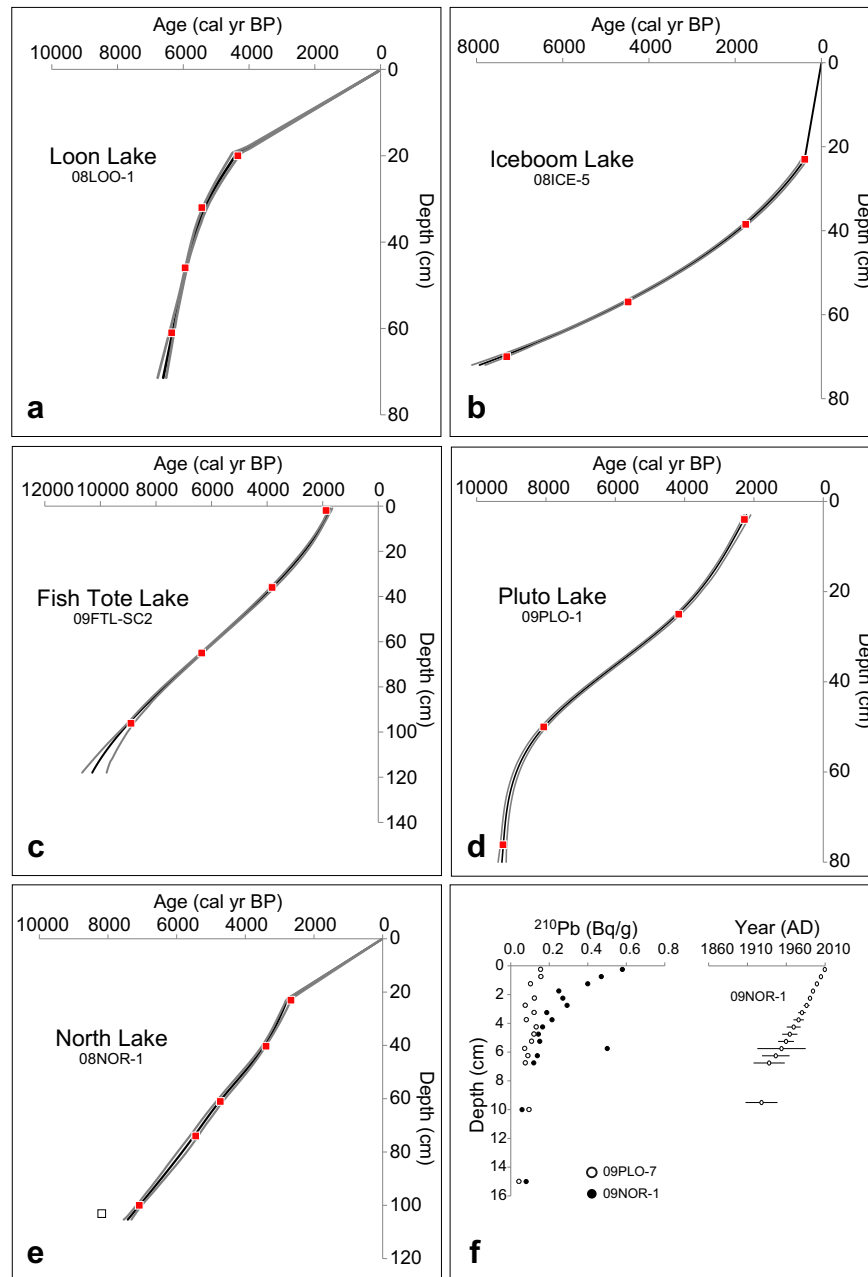 Age (cal yr BP)
10000 8000 6000 4000 2000 0
0
20
40
60
80
Depth (cm)
Loon Lake
08LOO-1
a
Age (cal yr BP)
8000 6000 4000 2000 0
0
20
40
60
80
Depth (cm)
Iceboom Lake
08ICE-5
b
Age (cal yr BP)
12000 10000 8000 6000 4000 2000 0
0
20
40
60
80
100
120
140
Depth (cm)
Fish Tote Lake
09FTL-SC2
c
Age (cal yr BP)
10000 8000 6000 4000 2000 0
0
20
40
60
80
Depth (cm)
Pluto Lake
09PLO-1
d
Age (cal yr BP)
10000 8000 6000 4000 2000 0
0
20
40
60
80
100
120
Depth (cm)
North Lake
08NOR-1
e
²¹⁰Pb (Bq/g)
0.0 0.2 0.4 0.6 0.8
Year (AD)
1860 1910 1960 2010
0
2
4
6
8
10
12
14
16
Depth (cm)
09NOR-1
09PLO-7
09NOR-1
f